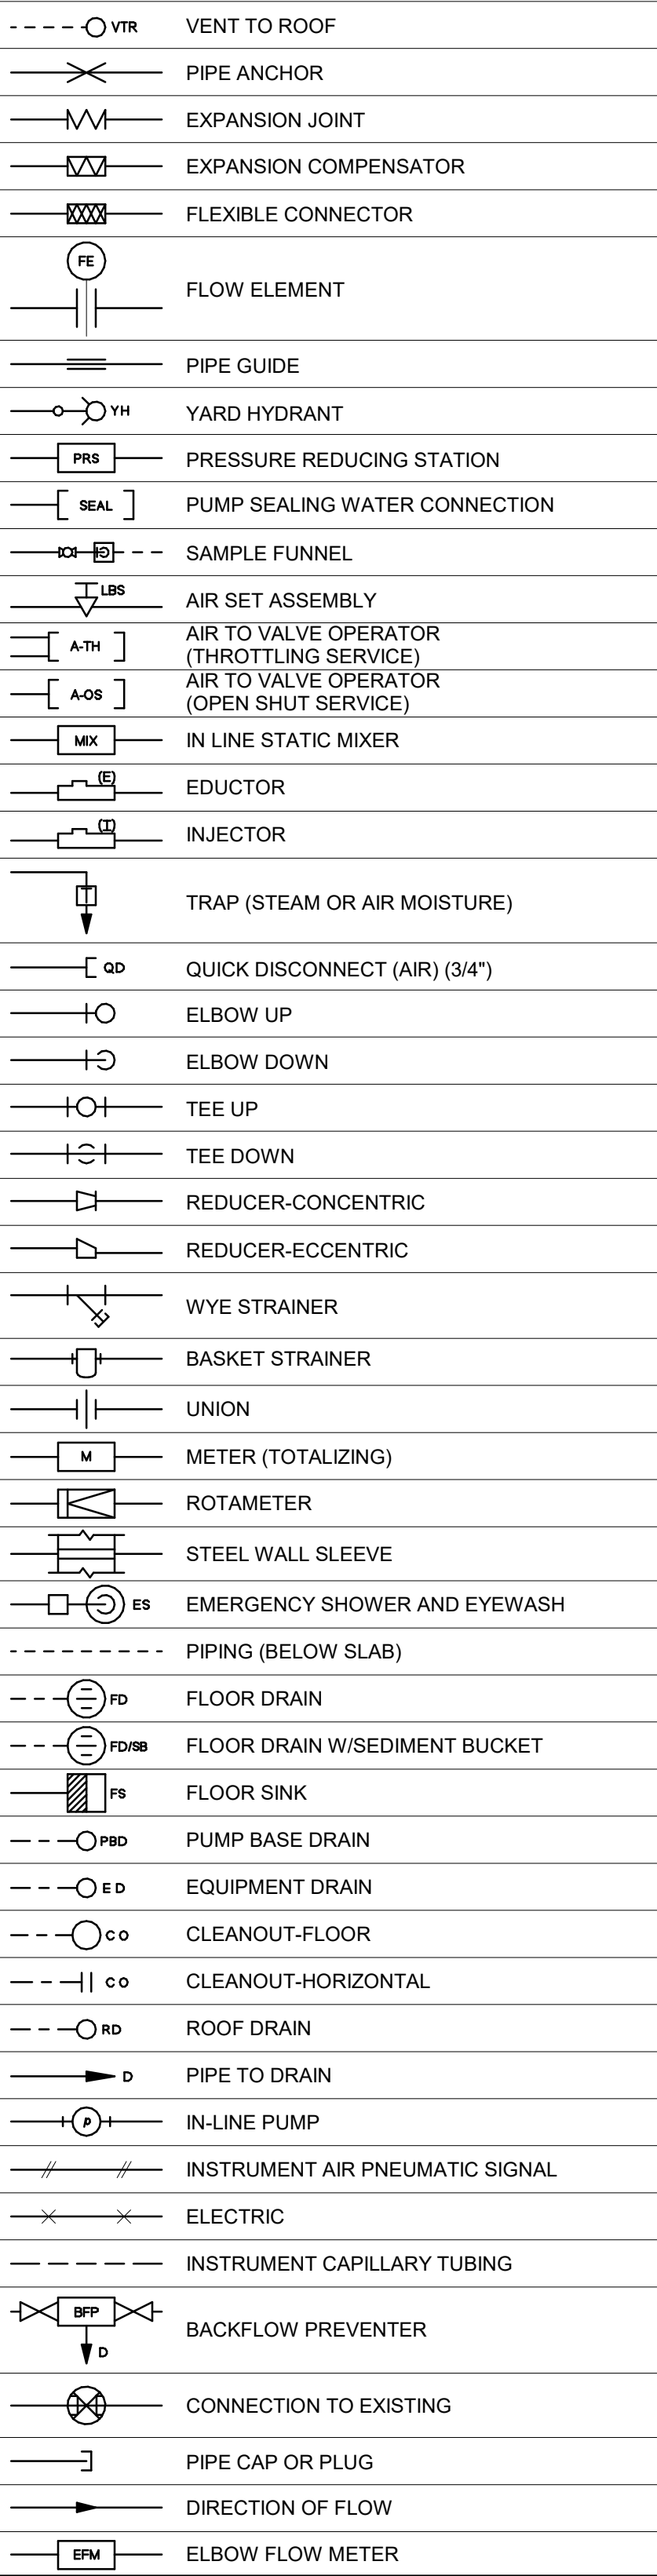 VTR VENT TO ROOF
PIPE ANCHOR
EXPANSION JOINT
EXPANSION COMPENSATOR
FLEXIBLE CONNECTOR
FE
FLOW ELEMENT
PIPE GUIDE
YH YARD HYDRANT
PRS PRESSURE REDUCING STATION
SEAL PUMP SEALING WATER CONNECTION
SAMPLE FUNNEL
LBS
AIR SET ASSEMBLY
AIR TO VALVE OPERATOR
A-TH
(THROTTLING SERVICE)
AIR TO VALVE OPERATOR
A-OS
(OPEN SHUT SERVICE)
MIX IN LINE STATIC MIXER
(E)
EDUCTOR
(I)
INJECTOR
TRAP (STEAM OR AIR MOISTURE)
QD QUICK DISCONNECT (AIR) (3/4")
ELBOW UP
ELBOW DOWN
TEE UP
TEE DOWN
REDUCER-CONCENTRIC
REDUCER-ECCENTRIC
WYE STRAINER
BASKET STRAINER
UNION
M METER (TOTALIZING)
ROTAMETER
STEEL WALL SLEEVE
ES EMERGENCY SHOWER AND EYEWASH
PIPING (BELOW SLAB)
FD FLOOR DRAIN
FD/SB FLOOR DRAIN W/SEDIMENT BUCKET
FS FLOOR SINK
PBD PUMP BASE DRAIN
ED EQUIPMENT DRAIN
CO CLEANOUT-FLOOR
CO CLEANOUT-HORIZONTAL
RD ROOF DRAIN
D PIPE TO DRAIN
P IN-LINE PUMP
INSTRUMENT AIR PNEUMATIC SIGNAL
ELECTRIC
INSTRUMENT CAPILLARY TUBING
BFP
BACKFLOW PREVENTER
D
CONNECTION TO EXISTING
PIPE CAP OR PLUG
DIRECTION OF FLOW
EFM ELBOW FLOW METER